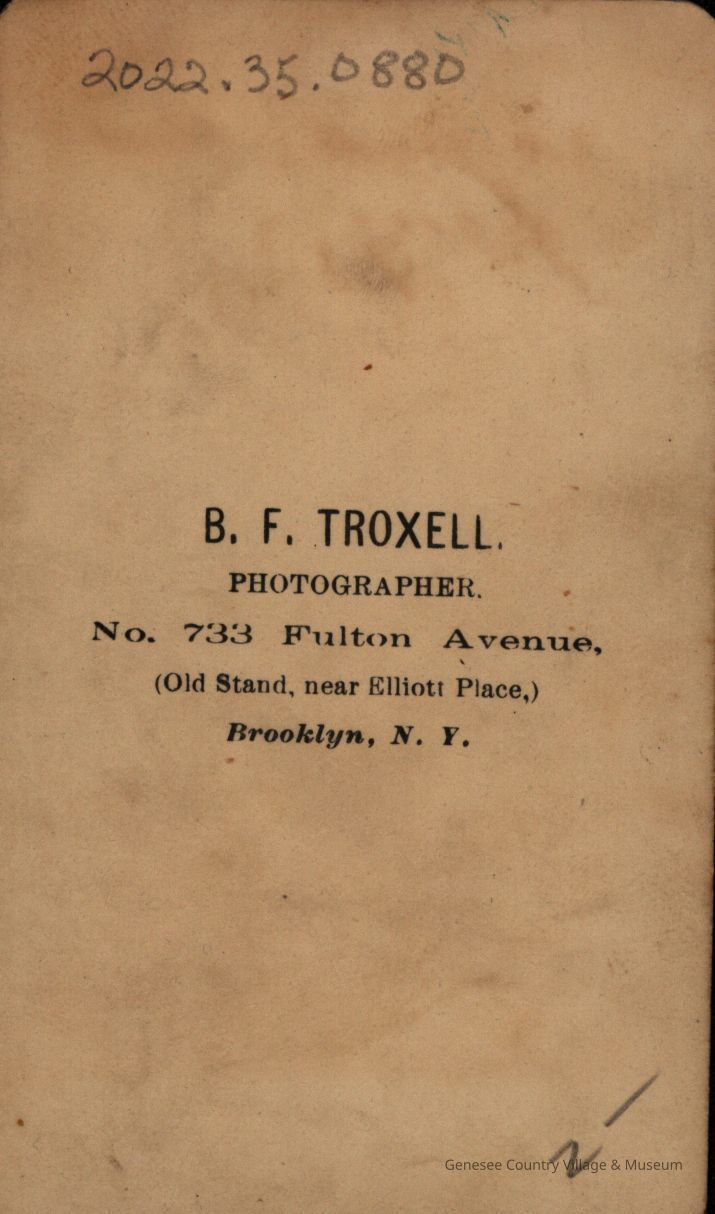 2022.35.0880
B. F. TROXELL.
PHOTOGRAPHER.
No. 733 Fulton Avenue,
(Old Stand, near Elliott Place,)
Brooklyn, N. Y.
Genesee Country Village & Museum